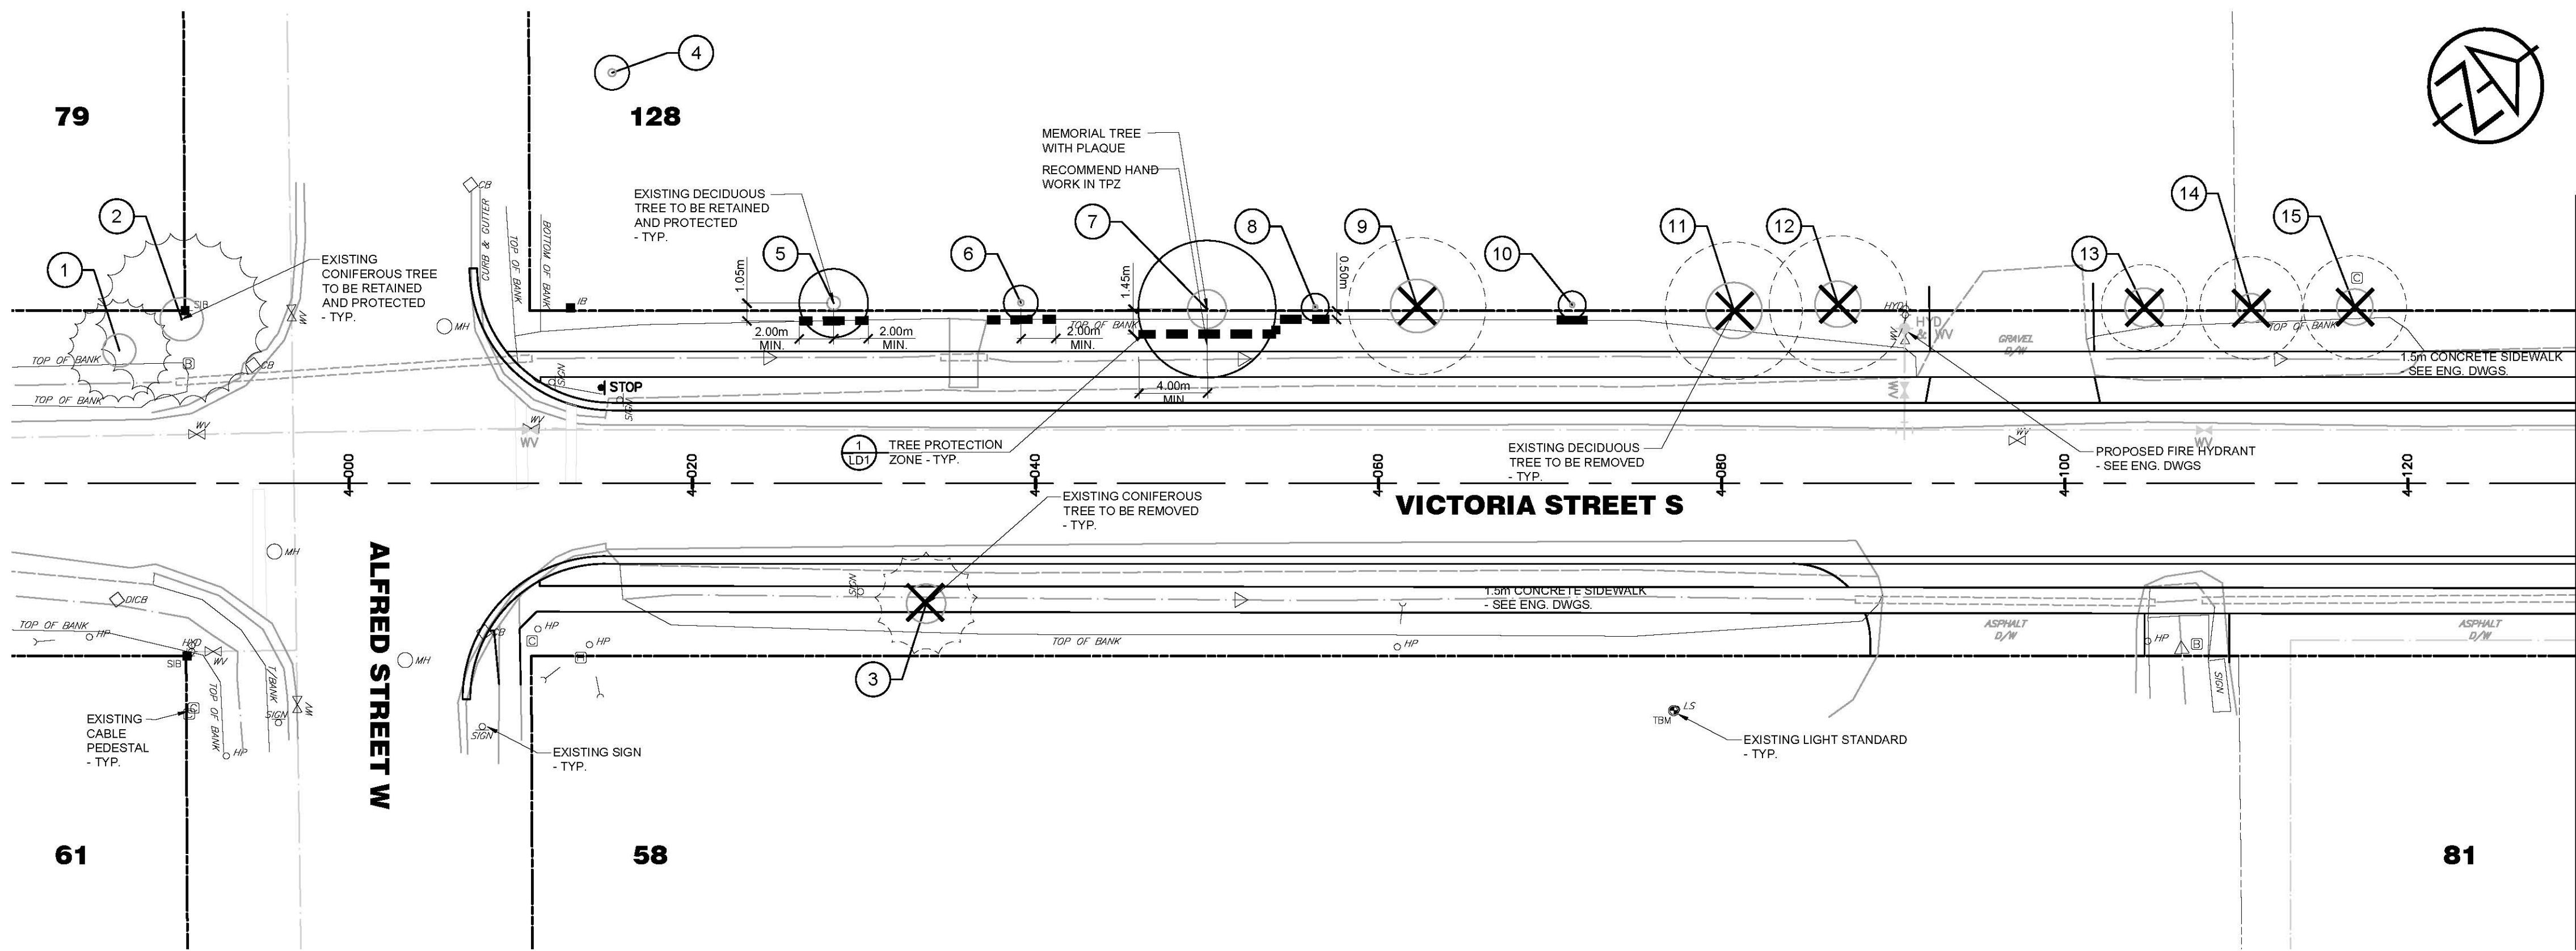 4
79
128
MEMORIAL TREE
WITH PLAQUE
RECOMMEND HAND
WORK IN TPZ
EXISTING DECIDUOUS
TREE TO BE RETAINED
AND PROTECTED
- TYP.
CB
CURB & GUTTER
TOP OF BANK
BOTTOM OF BANK
1
2
5
6
7
8
9
10
11
12
13
14
15
EXISTING
CONIFEROUS TREE
TO BE RETAINED
AND PROTECTED
- TYP.
SIB
WV
IB
MH
1.05m
1.45m
0.50m
2.00m
MIN.
2.00m
MIN.
2.00m
MIN.
4.00m
MIN.
TOP OF BANK
HYD
WV
HYD
& WV
WV
GRAVEL
D/W
TOP OF BANK
TOP OF BANK
B
CB
TOP OF BANK
SIGN
STOP
SIGN
C
1.5m CONCRETE SIDEWALK
- SEE ENG. DWGS.
WV
WV
WV
WV
WV
1
LD1
TREE PROTECTION
ZONE - TYP.
EXISTING DECIDUOUS
TREE TO BE REMOVED
- TYP.
PROPOSED FIRE HYDRANT
- SEE ENG. DWGS
4-000
4-020
4-040
4-060
4-080
4-100
4-120
VICTORIA STREET S
EXISTING CONIFEROUS
TREE TO BE REMOVED
- TYP.
ALFRED STREET W
MH
DICB
TOP OF BANK
HP
HYD
WV
SIB
MH
CB
C
HP
HP
SIGN
3
TOP OF BANK
1.5m CONCRETE SIDEWALK
- SEE ENG. DWGS.
HP
ASPHALT
D/W
HP
B
SIGN
ASPHALT
D/W
EXISTING
CABLE
PEDESTAL
- TYP.
C
TOP OF BANK
T/BANK
SIGN
WV
HP
SIGN
EXISTING SIGN
- TYP.
LS
TBM
EXISTING LIGHT STANDARD
- TYP.
61
58
81